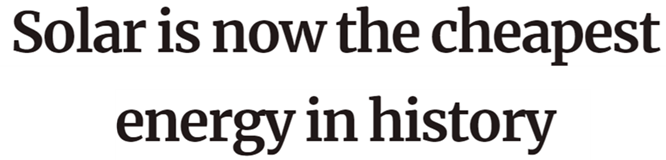 Solar is now the cheapest
energy in history